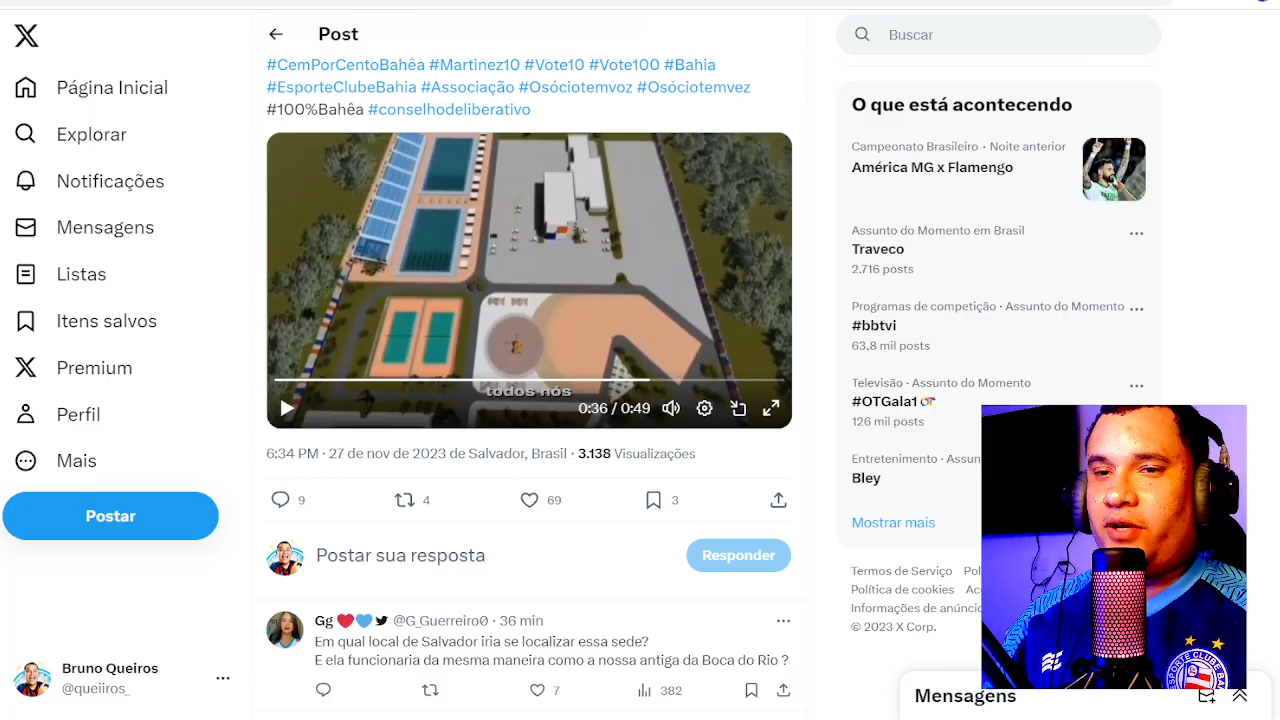 Post
Buscar
Página Inicial
Explorar
Notificações
Mensagens
Listas
Itens salvos
Premium
Perfil
Mais
Postar
Bruno Queiros
@queiiros_
#CemPorCentoBahêa #Martinez10 #Vote10 #Vote100 #Bahia
#EsporteClubeBahia #Associação #Osóciotemvoz #Osóciotemvez
#100%Bahêa #conselhodeliberativo
todos nós
0:36 / 0:49
6:34 PM · 27 de nov de 2023 de Salvador, Brasil · 3.138 Visualizações
9
4
69
3
Postar sua resposta
Responder
Gg @G_Guerreiro0 · 36 min
Em qual local de Salvador iria se localizar essa sede?
E ela funcionaria da mesma maneira como a nossa antiga da Boca do Rio ?
7
382
O que está acontecendo
Campeonato Brasileiro · Noite anterior
América MG x Flamengo
Assunto do Momento em Brasil
Traveco
2.716 posts
Programas de competição · Assunto do Momento
#bbtvi
63,8 mil posts
Televisão · Assunto do Momento
#OTGala1
126 mil posts
Entretenimento · Assun
Bley
Mostrar mais
Termos de Serviço Pol
Política de cookies Ac
Informações de anúnci
© 2023 X Corp.
Mensagens